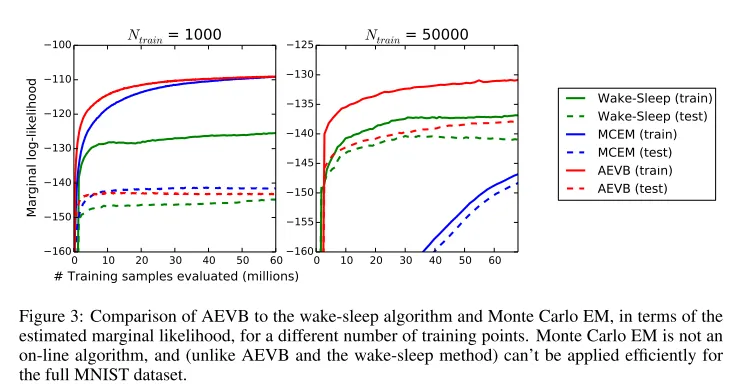 N_train = 1000
N_train = 50000
Marginal log-likelihood
−100
−110
−120
−130
−140
−150
−160
0 10 20 30 40 50 60
# Training samples evaluated (millions)
−125
−130
−135
−140
−145
−150
−155
−160
0 10 20 30 40 50 60
Wake-Sleep (train)
Wake-Sleep (test)
MCEM (train)
MCEM (test)
AEVB (train)
AEVB (test)
Figure 3: Comparison of AEVB to the wake-sleep algorithm and Monte Carlo EM, in terms of the
estimated marginal likelihood, for a different number of training points. Monte Carlo EM is not an
on-line algorithm, and (unlike AEVB and the wake-sleep method) can't be applied efficiently for
the full MNIST dataset.